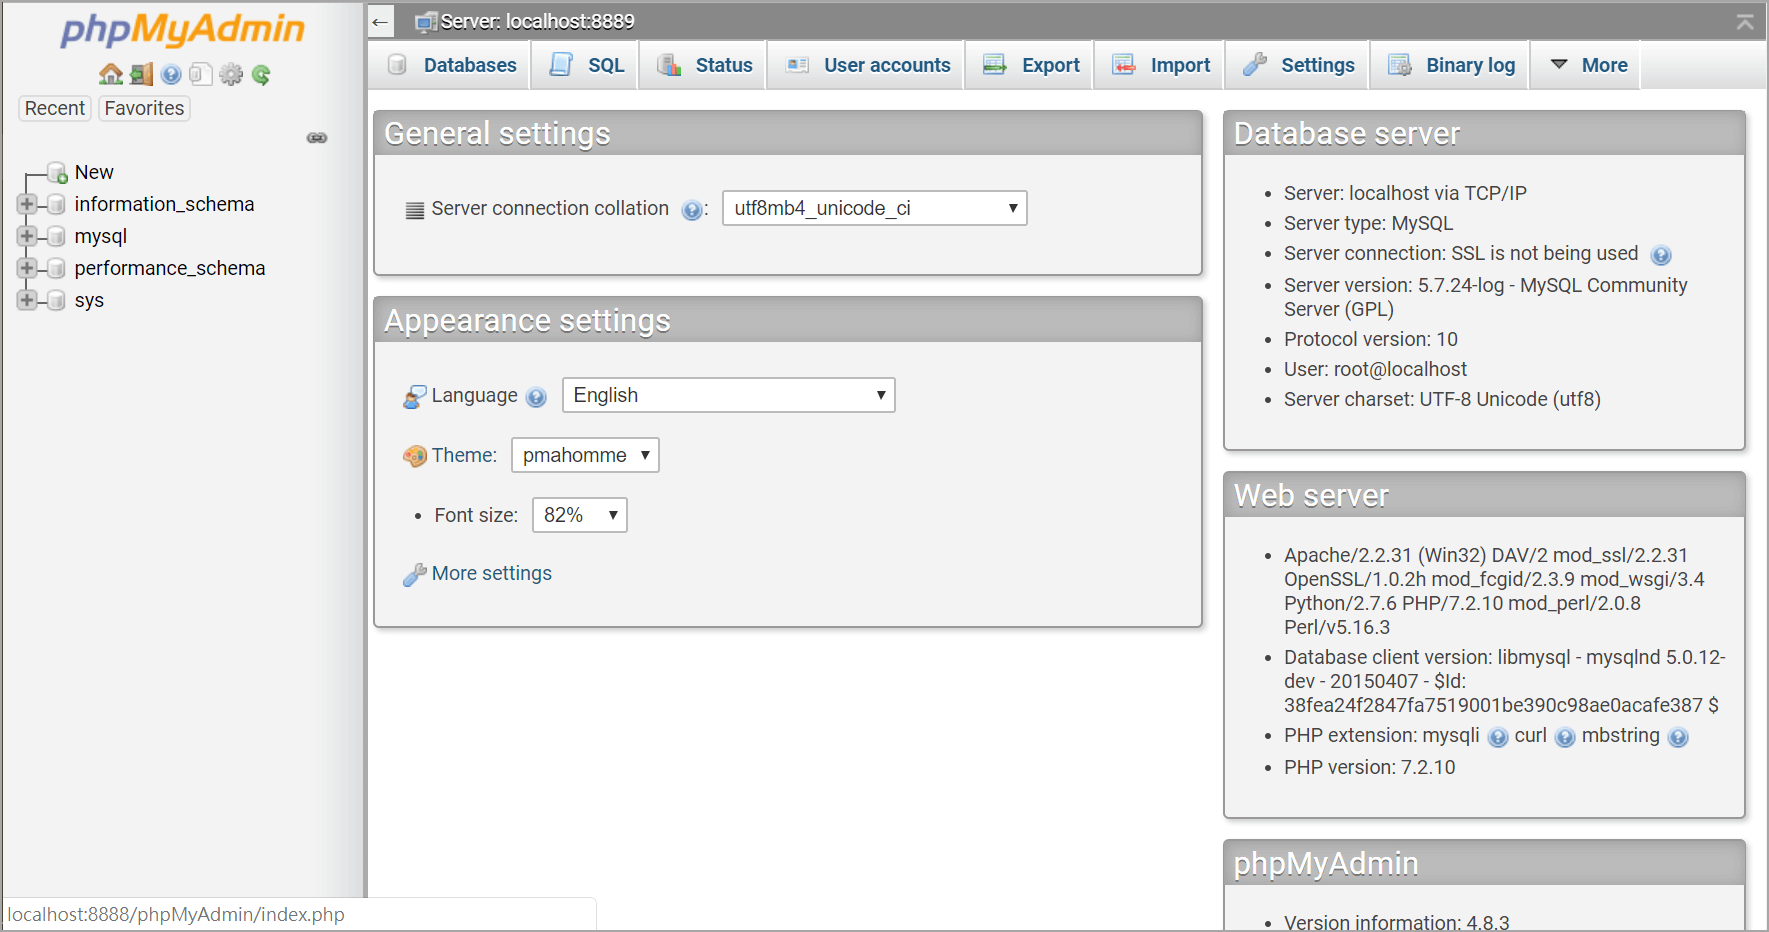 phpMyAdmin
Recent Favorites
New
information_schema
mysql
performance_schema
sys
localhost:8888/phpMyAdmin/index.php
← Server: localhost:8889
Databases SQL Status User accounts Export Import Settings Binary log More
General settings
Server connection collation : utf8mb4_unicode_ci
Appearance settings
Language English
Theme: pmahomme
Font size: 82%
More settings
Database server
Server: localhost via TCP/IP
Server type: MySQL
Server connection: SSL is not being used
Server version: 5.7.24-log - MySQL Community
Server (GPL)
Protocol version: 10
User: root@localhost
Server charset: UTF-8 Unicode (utf8)
Web server
Apache/2.2.31 (Win32) DAV/2 mod_ssl/2.2.31
OpenSSL/1.0.2h mod_fcgid/2.3.9 mod_wsgi/3.4
Python/2.7.6 PHP/7.2.10 mod_perl/2.0.8
Perl/v5.16.3
Database client version: libmysql - mysqlnd 5.0.12-
dev - 20150407 - $Id:
38fea24f2847fa7519001be390c98ae0acafe387 $
PHP extension: mysqli curl mbstring
PHP version: 7.2.10
phpMyAdmin
Version information: 4.8.3